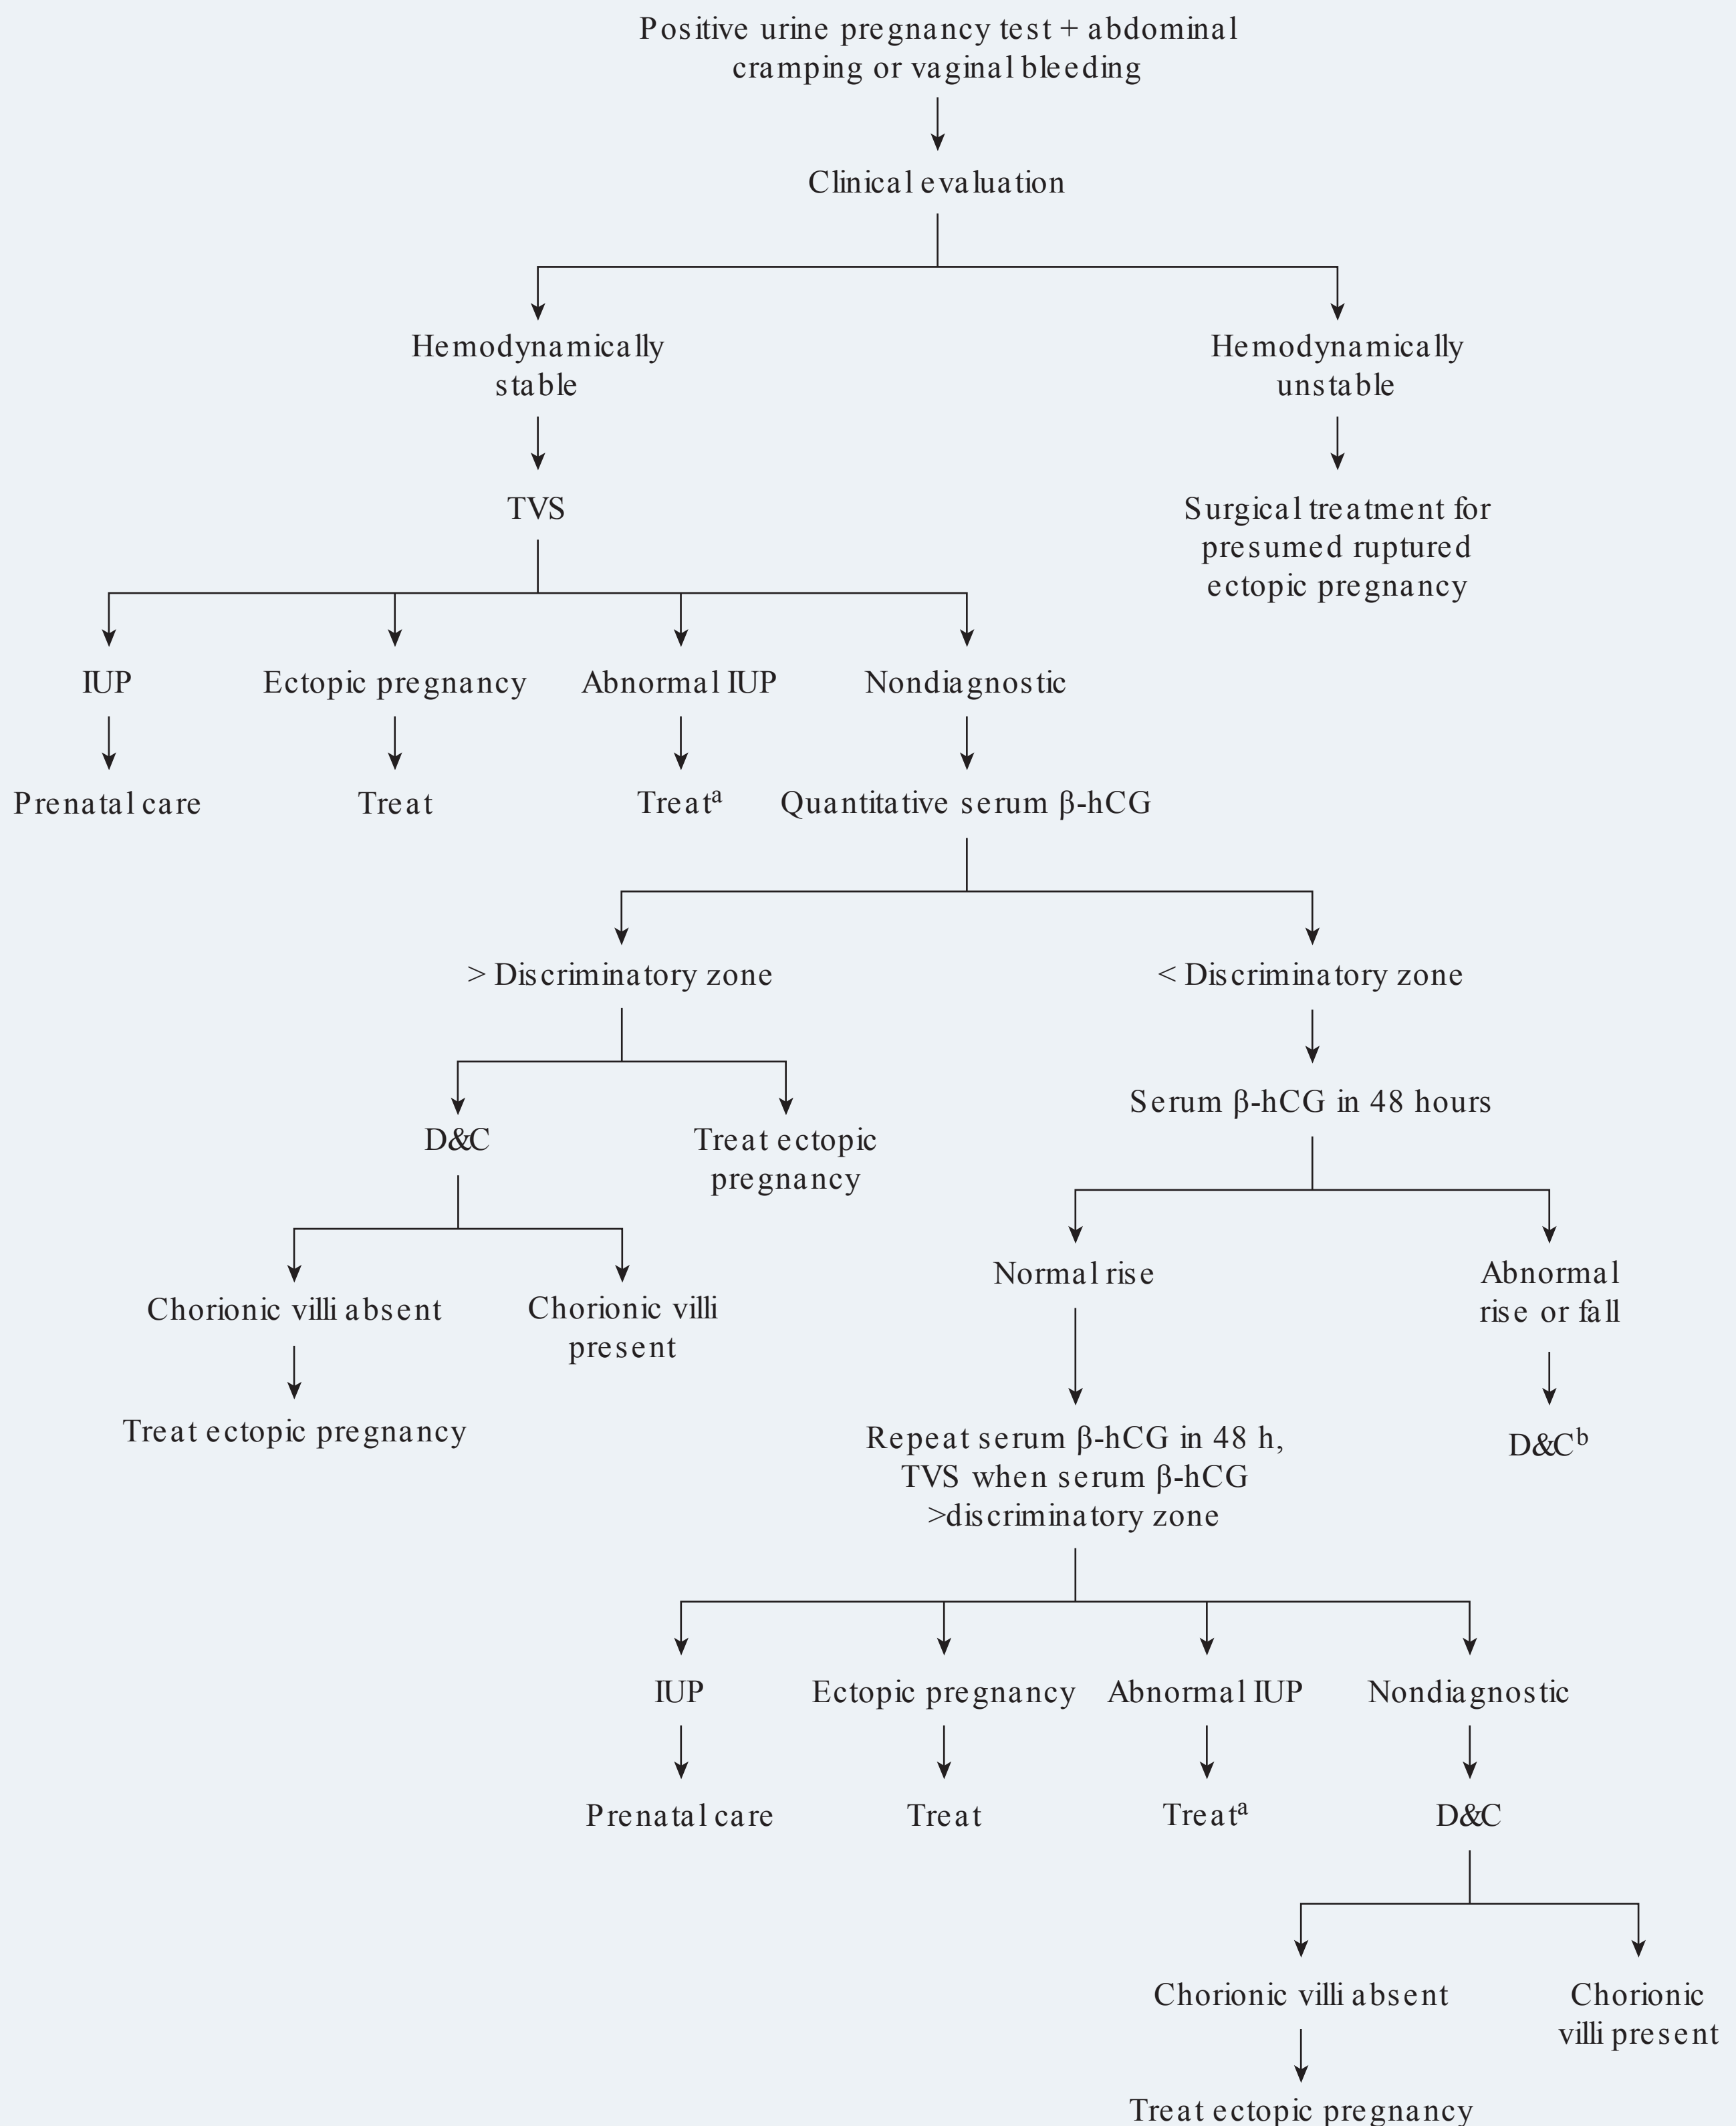 Positive urine pregnancy test + abdominal
cramping or vaginal bleeding
Clinical evaluation
Hemodynamically
stable
Hemodynamically
unstable
TVS
Surgical treatment for
presumed ruptured
ectopic pregnancy
IUP
Ectopic pregnancy
Abnormal IUP
Nondiagnostic
Prenatal care
Treat
Treatᵃ
Quantitative serum β-hCG
> Discriminatory zone
< Discriminatory zone
Serum β-hCG in 48 hours
D&C
Treat ectopic
pregnancy
Normal rise
Abnormal
rise or fall
Chorionic villi absent
Chorionic villi
present
Treat ectopic pregnancy
Repeat serum β-hCG in 48 h,
TVS when serum β-hCG
>discriminatory zone
D&Cᵇ
IUP
Ectopic pregnancy
Abnormal IUP
Nondiagnostic
Prenatal care
Treat
Treatᵃ
D&C
Chorionic villi absent
Chorionic
villi present
Treat ectopic pregnancy